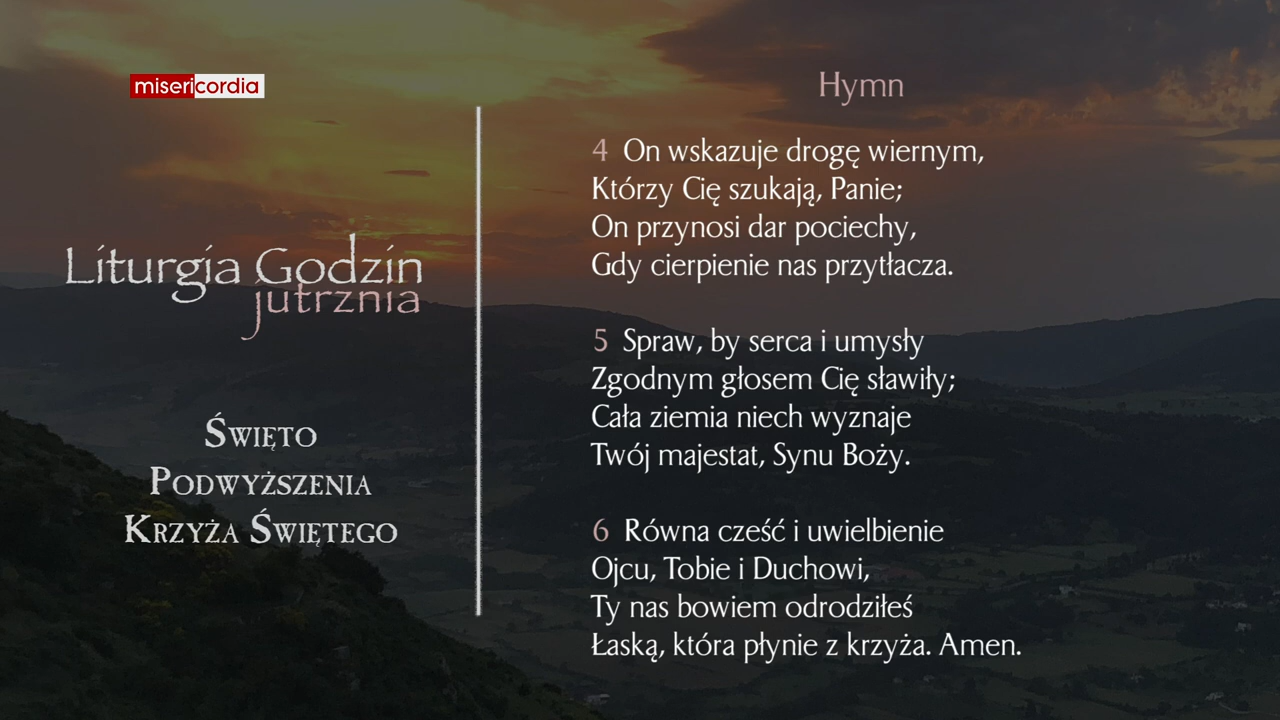 misericordia
Liturgia Godzin
jutrznia
Święto
Podwyższenia
Krzyża Świętego
Hymn
4 On wskazuje drogę wiernym,
Którzy Cię szukają, Panie;
On przynosi dar pociechy,
Gdy cierpienie nas przytłacza.
5 Spraw, by serca i umysły
Zgodnym głosem Cię sławiły;
Cała ziemia niech wyznaje
Twój majestat, Synu Boży.
6 Równa cześć i uwielbienie
Ojcu, Tobie i Duchowi,
Ty nas bowiem odrodziłeś
Łaską, która płynie z krzyża. Amen.